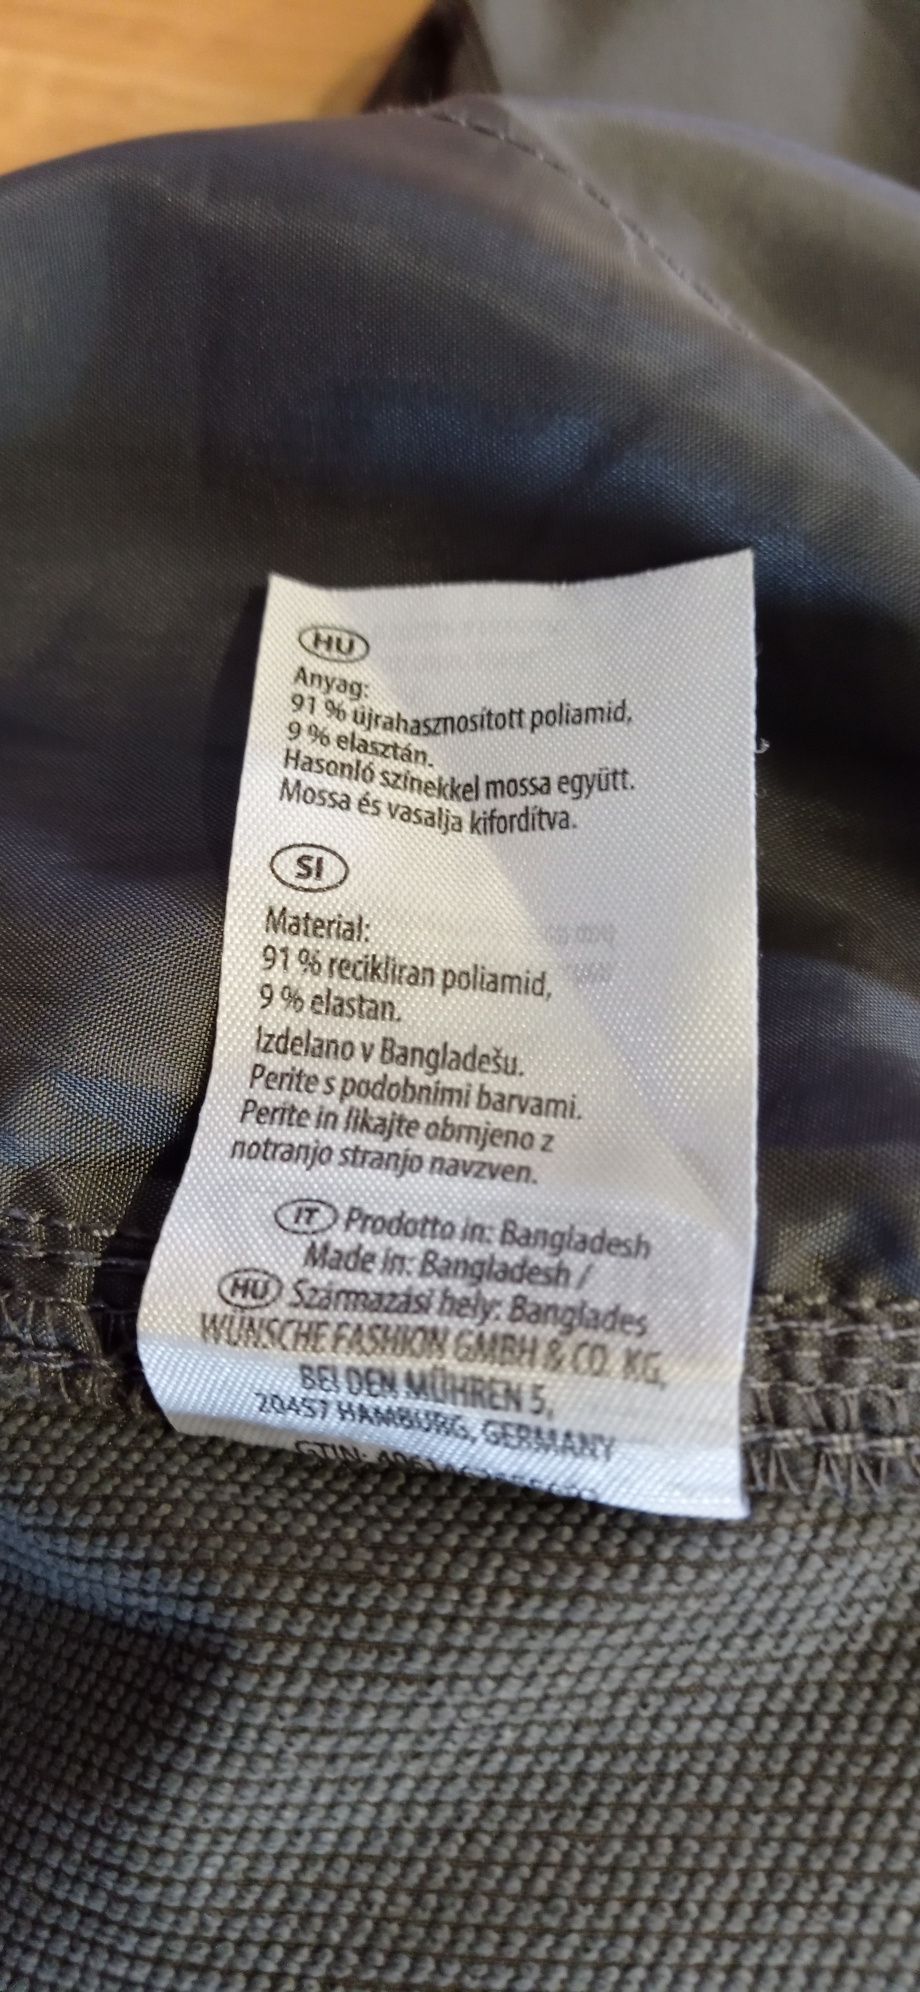 HU
Anyag:
91 % újrahasznosított poliamid,
9 % elasztán.
Hasonló színekkel mossa együtt.
Mossa és vasalja kifordítva.
SI
Material:
91 % recikliran poliamid,
9 % elastan.
Izdelano v Bangladešu.
Perite s podobnimi barvami.
Perite in likajte obrnjeno z
notranjo stranjo navzven.
IT Prodotto in: Bangladesh
Made in: Bangladesh /
HU Származási hely: Banglades
WÜNSCHE FASHION GMBH & CO. KG,
BEI DEN MÜHREN 5,
20457 HAMBURG, GERMANY
GTIN: